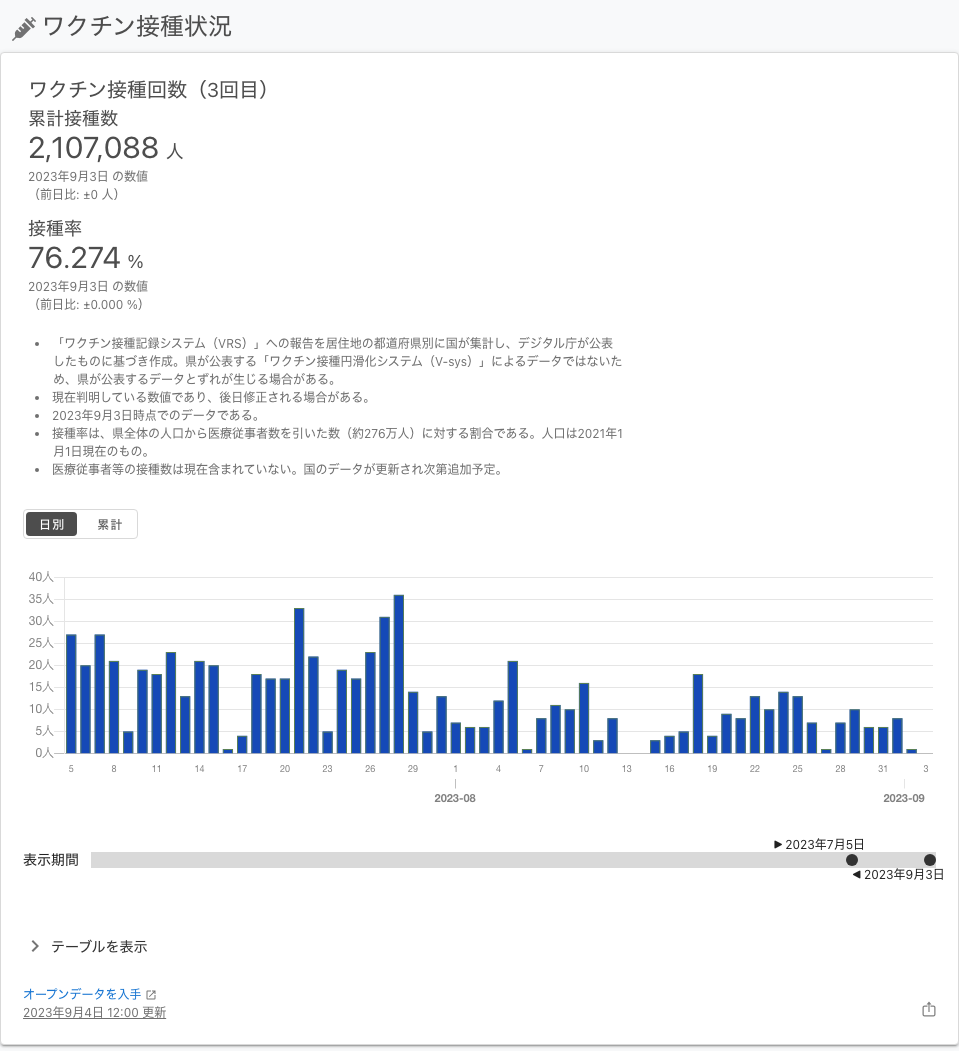 ワクチン接種状況
ワクチン接種回数（3回目）
累計接種数
2,107,088 人
2023年9月3日 の数値
（前日比: ±0 人）
接種率
76.274 %
2023年9月3日 の数値
（前日比: ±0.000 %）
• 「ワクチン接種記録システム（VRS）」への報告を居住地の都道府県別に国が集計し、デジタル庁が公表
したものに基づき作成。県が公表する「ワクチン接種円滑化システム（V-sys）」によるデータではないた
め、県が公表するデータとずれが生じる場合がある。
• 現在判明している数値であり、後日修正される場合がある。
• 2023年9月3日時点でのデータである。
• 接種率は、県全体の人口から医療従事者数を引いた数（約276万人）に対する割合である。人口は2021年1
月1日現在のもの。
• 医療従事者等の接種数は現在含まれていない。国のデータが更新され次第追加予定。
日別 累計
40人
35人
30人
25人
20人
15人
10人
5人
0人
5 8 11 14 17 20 23 26 29 1 4 7 10 13 16 19 22 25 28 31 3
2023-08 2023-09
▶ 2023年7月5日
表示期間
◀ 2023年9月3日
テーブルを表示
オープンデータを入手
2023年9月4日 12:00 更新